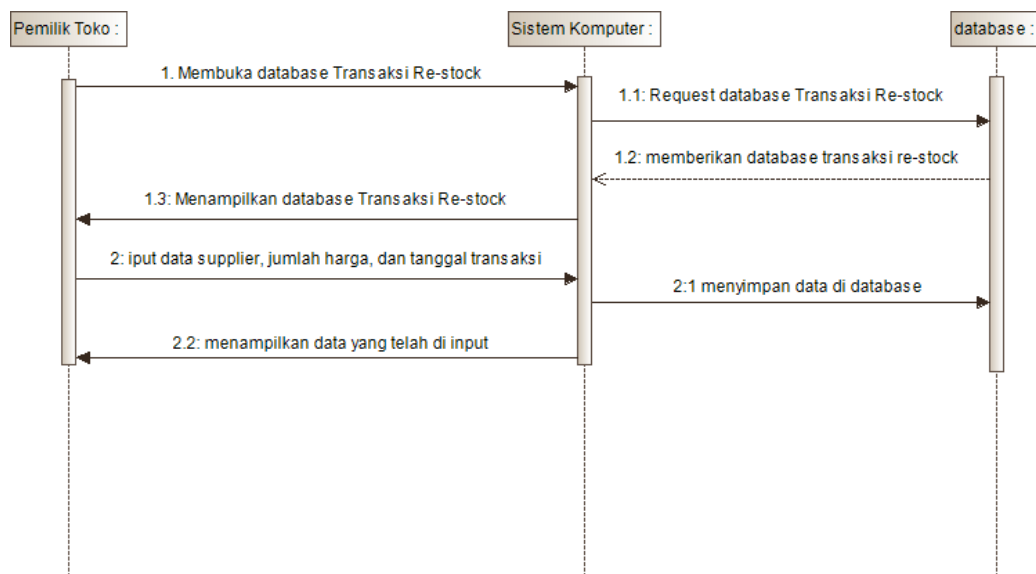 Pemilik Toko :
Sistem Komputer :
database :
1. Membuka database Transaksi Re-stock
1.1: Request database Transaksi Re-stock
1.2: memberikan database transaksi re-stock
1.3: Menampilkan database Transaksi Re-stock
2: iput data supplier, jumlah harga, dan tanggal transaksi
2:1 menyimpan data di database
2.2: menampilkan data yang telah di input